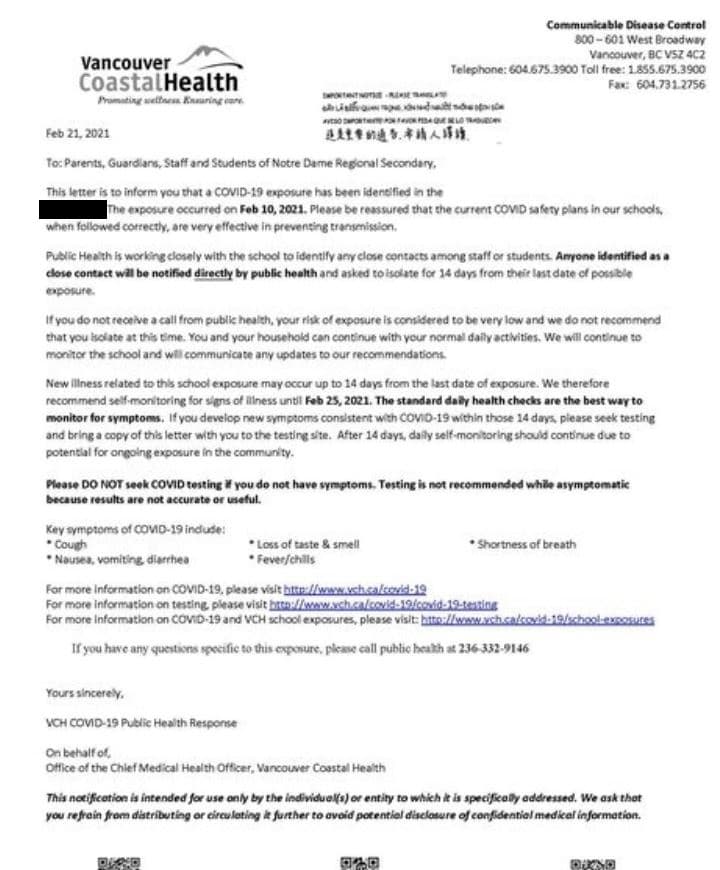 Communicable Disease Control
800 – 601 West Broadway
Vancouver, BC V5Z 4C2
Telephone: 604.675.3900 Toll free: 1.855.675.3900
Fax: 604.731.2756
Vancouver
CoastalHealth
Promoting wellness. Ensuring care.
IMPORTANT NOTICE - PLEASE TRANSLATE
ĐÂY LÀ ĐIỀU QUAN TRỌNG, XIN NHỜ NGƯỜI THÔNG DỊCH GIÙM
AVISO IMPORTANTE POR FAVOR PIDA QUE SE LO TRADUZCAN
Feb 21, 2021
To: Parents, Guardians, Staff and Students of Notre Dame Regional Secondary,
This letter is to inform you that a COVID-19 exposure has been identified in the
The exposure occurred on Feb 10, 2021. Please be reassured that the current COVID safety plans in our schools,
when followed correctly, are very effective in preventing transmission.
Public Health is working closely with the school to identify any close contacts among staff or students. Anyone identified as a
close contact will be notified directly by public health and asked to isolate for 14 days from their last date of possible
exposure.
If you do not receive a call from public health, your risk of exposure is considered to be very low and we do not recommend
that you isolate at this time. You and your household can continue with your normal daily activities. We will continue to
monitor the school and will communicate any updates to our recommendations.
New illness related to this school exposure may occur up to 14 days from the last date of exposure. We therefore
recommend self-monitoring for signs of illness until Feb 25, 2021. The standard daily health checks are the best way to
monitor for symptoms. If you develop new symptoms consistent with COVID-19 within those 14 days, please seek testing
and bring a copy of this letter with you to the testing site. After 14 days, daily self-monitoring should continue due to
potential for ongoing exposure in the community.
Please DO NOT seek COVID testing if you do not have symptoms. Testing is not recommended while asymptomatic
because results are not accurate or useful.
Key symptoms of COVID-19 include:
* Cough * Loss of taste & smell * Shortness of breath
* Nausea, vomiting, diarrhea * Fever/chills
For more information on COVID-19, please visit http://www.vch.ca/covid-19
For more information on testing, please visit http://www.vch.ca/covid-19/covid-19-testing
For more information on COVID-19 and VCH school exposures, please visit: http://www.vch.ca/covid-19/school-exposures
If you have any questions specific to this exposure, please call public health at 236-332-9146
Yours sincerely,
VCH COVID-19 Public Health Response
On behalf of,
Office of the Chief Medical Health Officer, Vancouver Coastal Health
This notification is intended for use only by the individual(s) or entity to which it is specifically addressed. We ask that
you refrain from distributing or circulating it further to avoid potential disclosure of confidential medical information.